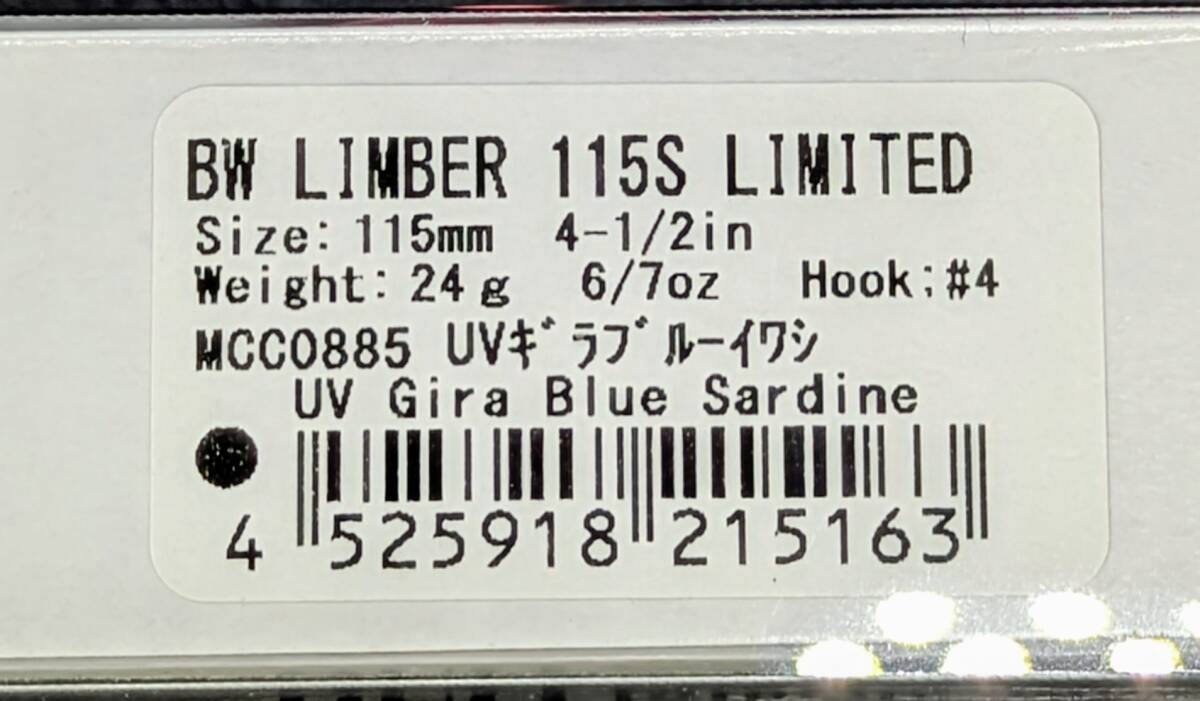 BW LIMBER 115S LIMITED
Size: 115mm 4-1/2in
Weight: 24g 6/7oz Hook:#4
MCC0885 UVｷﾞﾗﾌﾞﾙｰｲﾜｼ
UV Gira Blue Sardine
4 525918 215163